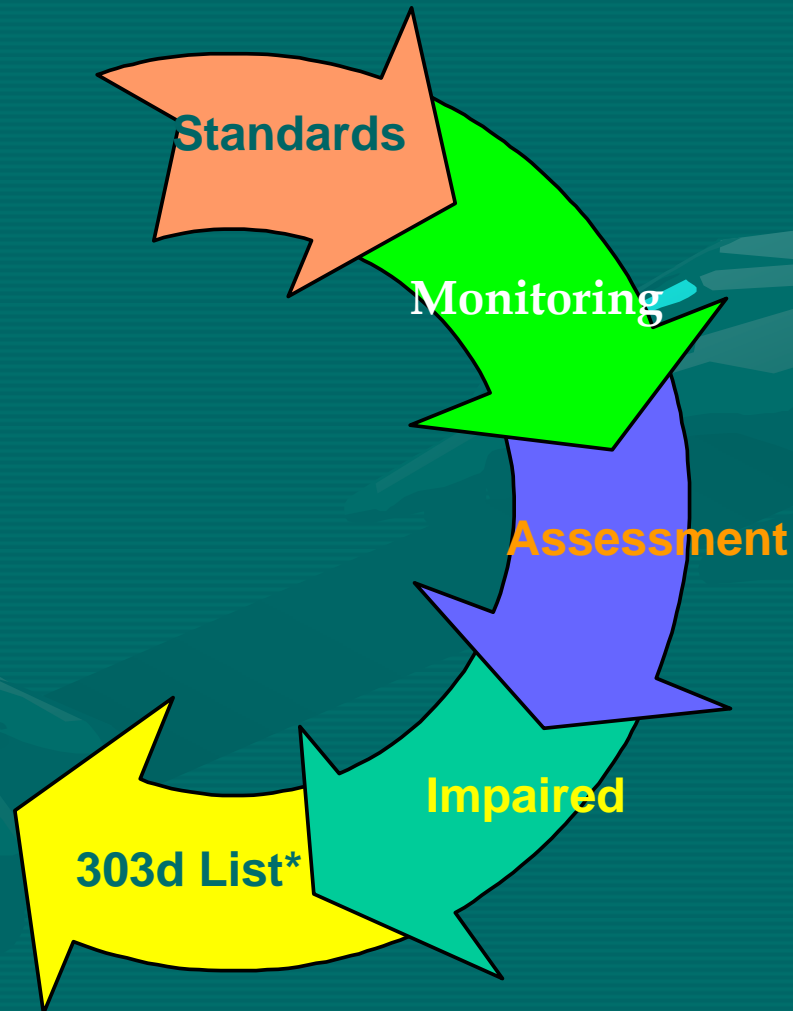 Standards
Monitoring
Assessment
Impaired
303d List*